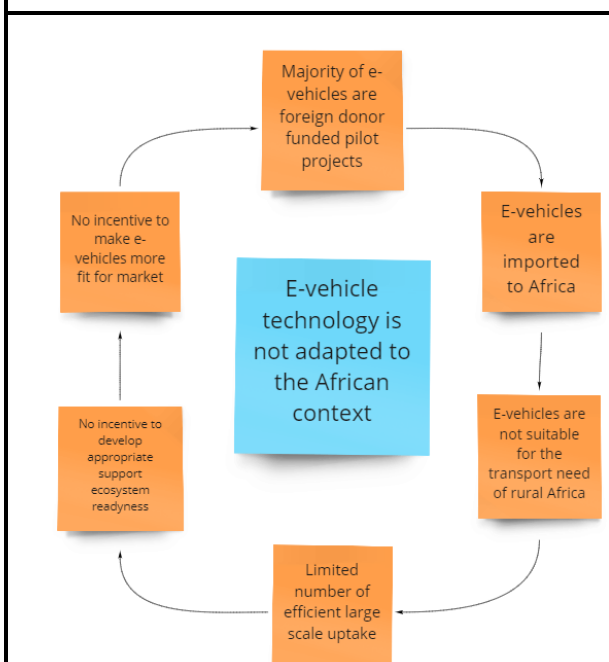 Majority of e-
vehicles are
foreign donor
funded pilot
projects
E-vehicles
are
imported
to Africa
E-vehicles are
not suitable
for the
transport need
of rural Africa
Limited
number of
efficient large
scale uptake
No incentive to
develop
appropriate
support
ecosystem
readyness
No incentive to
make e-
vehicles more
fit for market
E-vehicle
technology is
not adapted to
the African
context